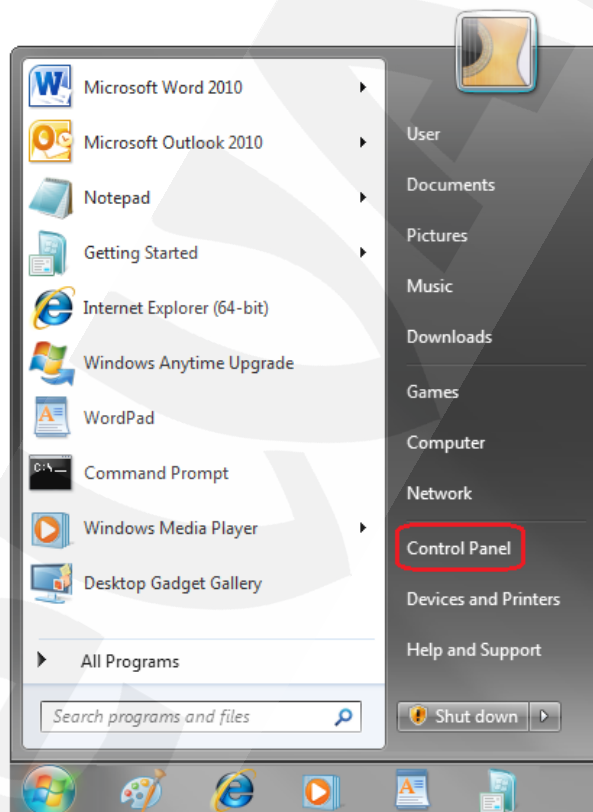 Microsoft Word 2010
Microsoft Outlook 2010
Notepad
Getting Started
Internet Explorer (64-bit)
Windows Anytime Upgrade
WordPad
C:\_
Command Prompt
Windows Media Player
Desktop Gadget Gallery
All Programs
Search programs and files
User
Documents
Pictures
Music
Downloads
Games
Computer
Network
Control Panel
Devices and Printers
Help and Support
Shut down